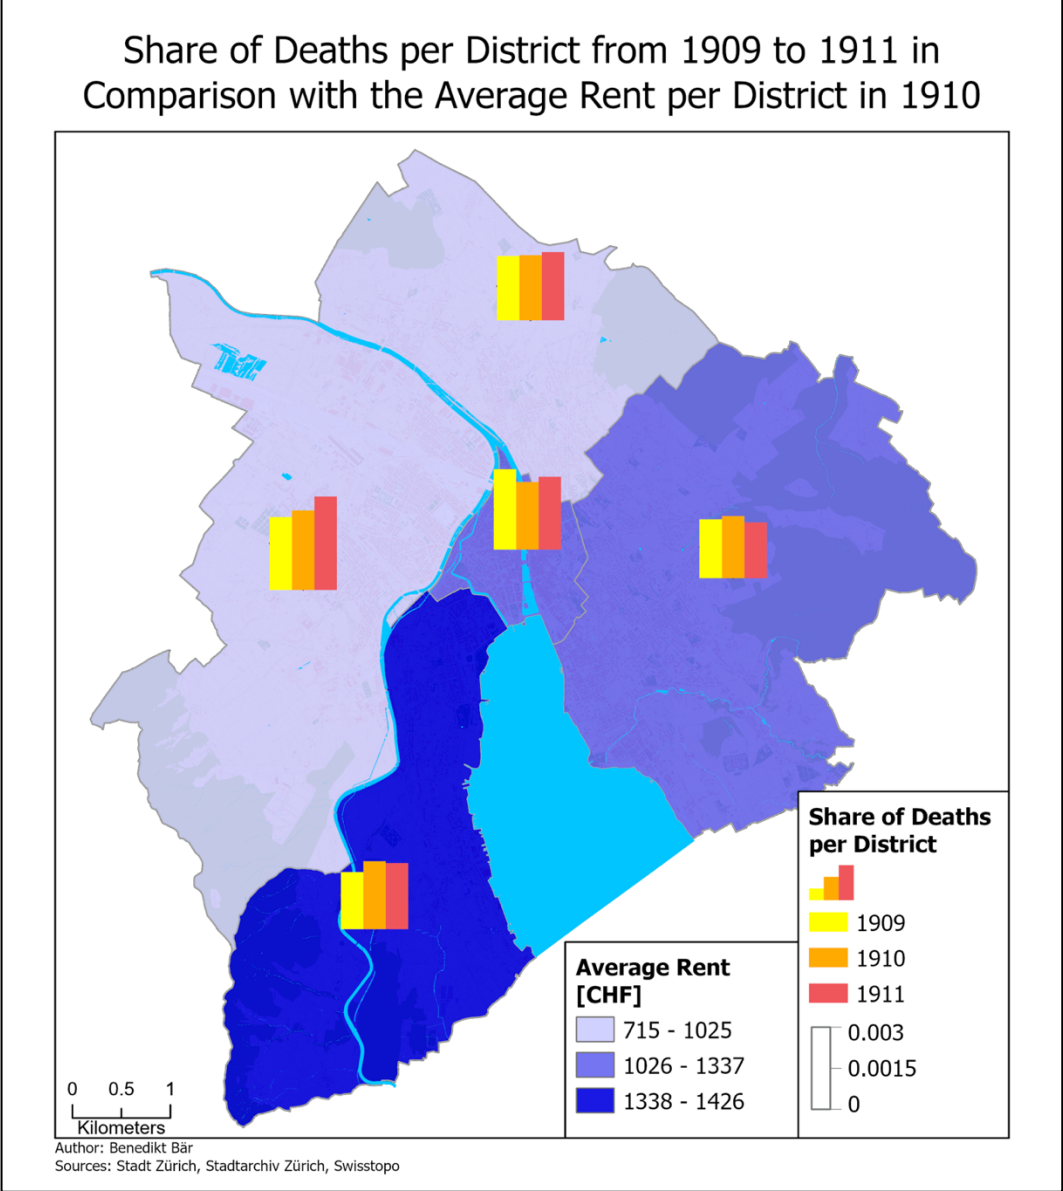 Share of Deaths per District from 1909 to 1911 in
Comparison with the Average Rent per District in 1910
Share of Deaths
per District
1909
1910
1911
0.003
0.0015
0
Average Rent
[CHF]
715 - 1025
1026 - 1337
1338 - 1426
0 0.5 1
Kilometers
Author: Benedikt Bär
Sources: Stadt Zürich, Stadtarchiv Zürich, Swisstopo